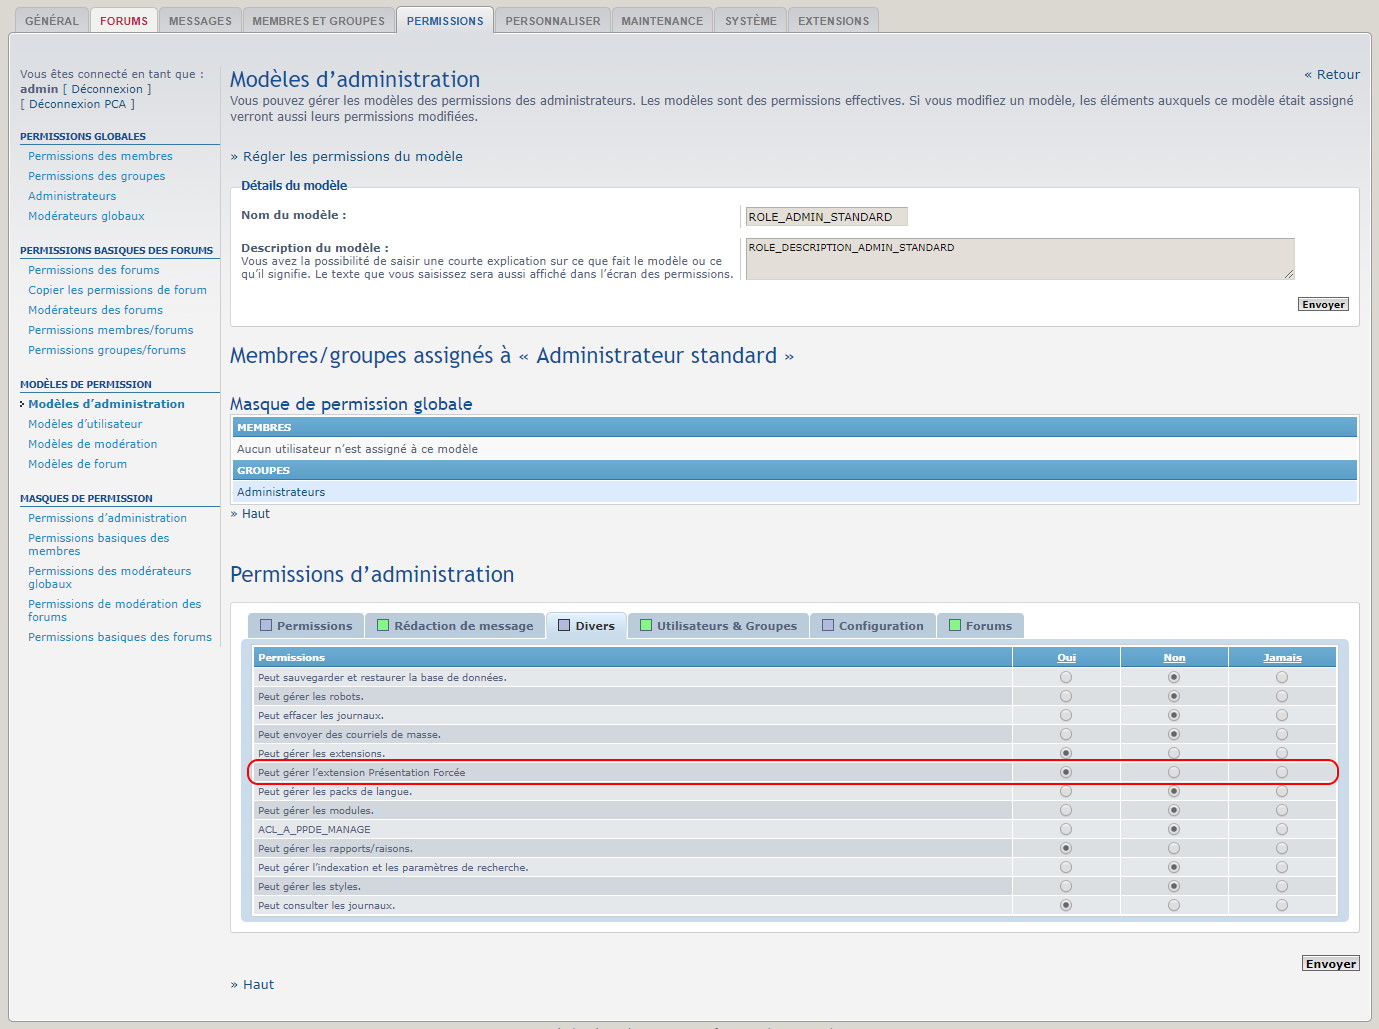 GÉNÉRAL
FORUMS
MESSAGES
MEMBRES ET GROUPES
PERMISSIONS
PERSONNALISER
MAINTENANCE
SYSTÈME
EXTENSIONS
Vous êtes connecté en tant que :
admin [ Déconnexion ]
[ Déconnexion PCA ]
PERMISSIONS GLOBALES
Permissions des membres
Permissions des groupes
Administrateurs
Modérateurs globaux
PERMISSIONS BASIQUES DES FORUMS
Permissions des forums
Copier les permissions de forum
Modérateurs des forums
Permissions membres/forums
Permissions groupes/forums
MODÈLES DE PERMISSION
Modèles d’administration
Modèles d’utilisateur
Modèles de modération
Modèles de forum
MASQUES DE PERMISSION
Permissions d’administration
Permissions basiques des
membres
Permissions des modérateurs
globaux
Permissions de modération des
forums
Permissions basiques des forums
Modèles d’administration
« Retour
Vous pouvez gérer les modèles des permissions des administrateurs. Les modèles sont des permissions effectives. Si vous modifiez un modèle, les éléments auxquels ce modèle était assigné
verront aussi leurs permissions modifiées.
» Régler les permissions du modèle
Détails du modèle
Nom du modèle :
ROLE_ADMIN_STANDARD
Description du modèle :
Vous avez la possibilité de saisir une courte explication sur ce que fait le modèle ou ce
qu’il signifie. Le texte que vous saisissez sera aussi affiché dans l’écran des permissions.
ROLE_DESCRIPTION_ADMIN_STANDARD
Envoyer
Membres/groupes assignés à « Administrateur standard »
Masque de permission globale
MEMBRES
Aucun utilisateur n’est assigné à ce modèle
GROUPES
Administrateurs
» Haut
Permissions d’administration
Permissions
Rédaction de message
Divers
Utilisateurs & Groupes
Configuration
Forums
Permissions Oui Non Jamais
Peut sauvegarder et restaurer la base de données.
Peut gérer les robots.
Peut effacer les journaux.
Peut envoyer des courriels de masse.
Peut gérer les extensions.
Peut gérer l’extension Présentation Forcée
Peut gérer les packs de langue.
Peut gérer les modules.
ACL_A_PPDE_MANAGE
Peut gérer les rapports/raisons.
Peut gérer l’indexation et les paramètres de recherche.
Peut gérer les styles.
Peut consulter les journaux.
Envoyer
» Haut